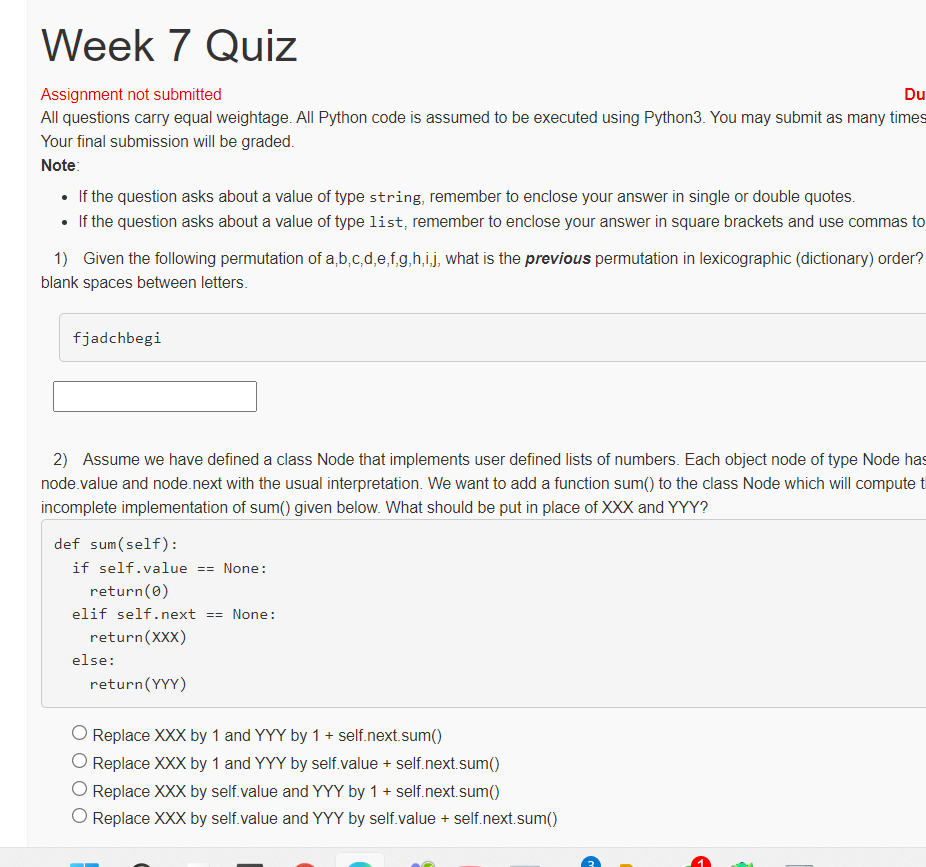 Week 7 Quiz
Assignment not submitted Du
All questions carry equal weightage. All Python code is assumed to be executed using Python3. You may submit as many times
Your final submission will be graded.
Note:
• If the question asks about a value of type string, remember to enclose your answer in single or double quotes.
• If the question asks about a value of type list, remember to enclose your answer in square brackets and use commas to
1) Given the following permutation of a,b,c,d,e,f,g,h,i,j, what is the previous permutation in lexicographic (dictionary) order?
blank spaces between letters.
fjadchbegi
2) Assume we have defined a class Node that implements user defined lists of numbers. Each object node of type Node has
node.value and node.next with the usual interpretation. We want to add a function sum() to the class Node which will compute t
incomplete implementation of sum() given below. What should be put in place of XXX and YYY?
def sum(self):
if self.value == None:
return(0)
elif self.next == None:
return(XXX)
else:
return(YYY)
Replace XXX by 1 and YYY by 1 + self.next.sum()
Replace XXX by 1 and YYY by self.value + self.next.sum()
Replace XXX by self.value and YYY by 1 + self.next.sum()
Replace XXX by self.value and YYY by self.value + self.next.sum()
3 1